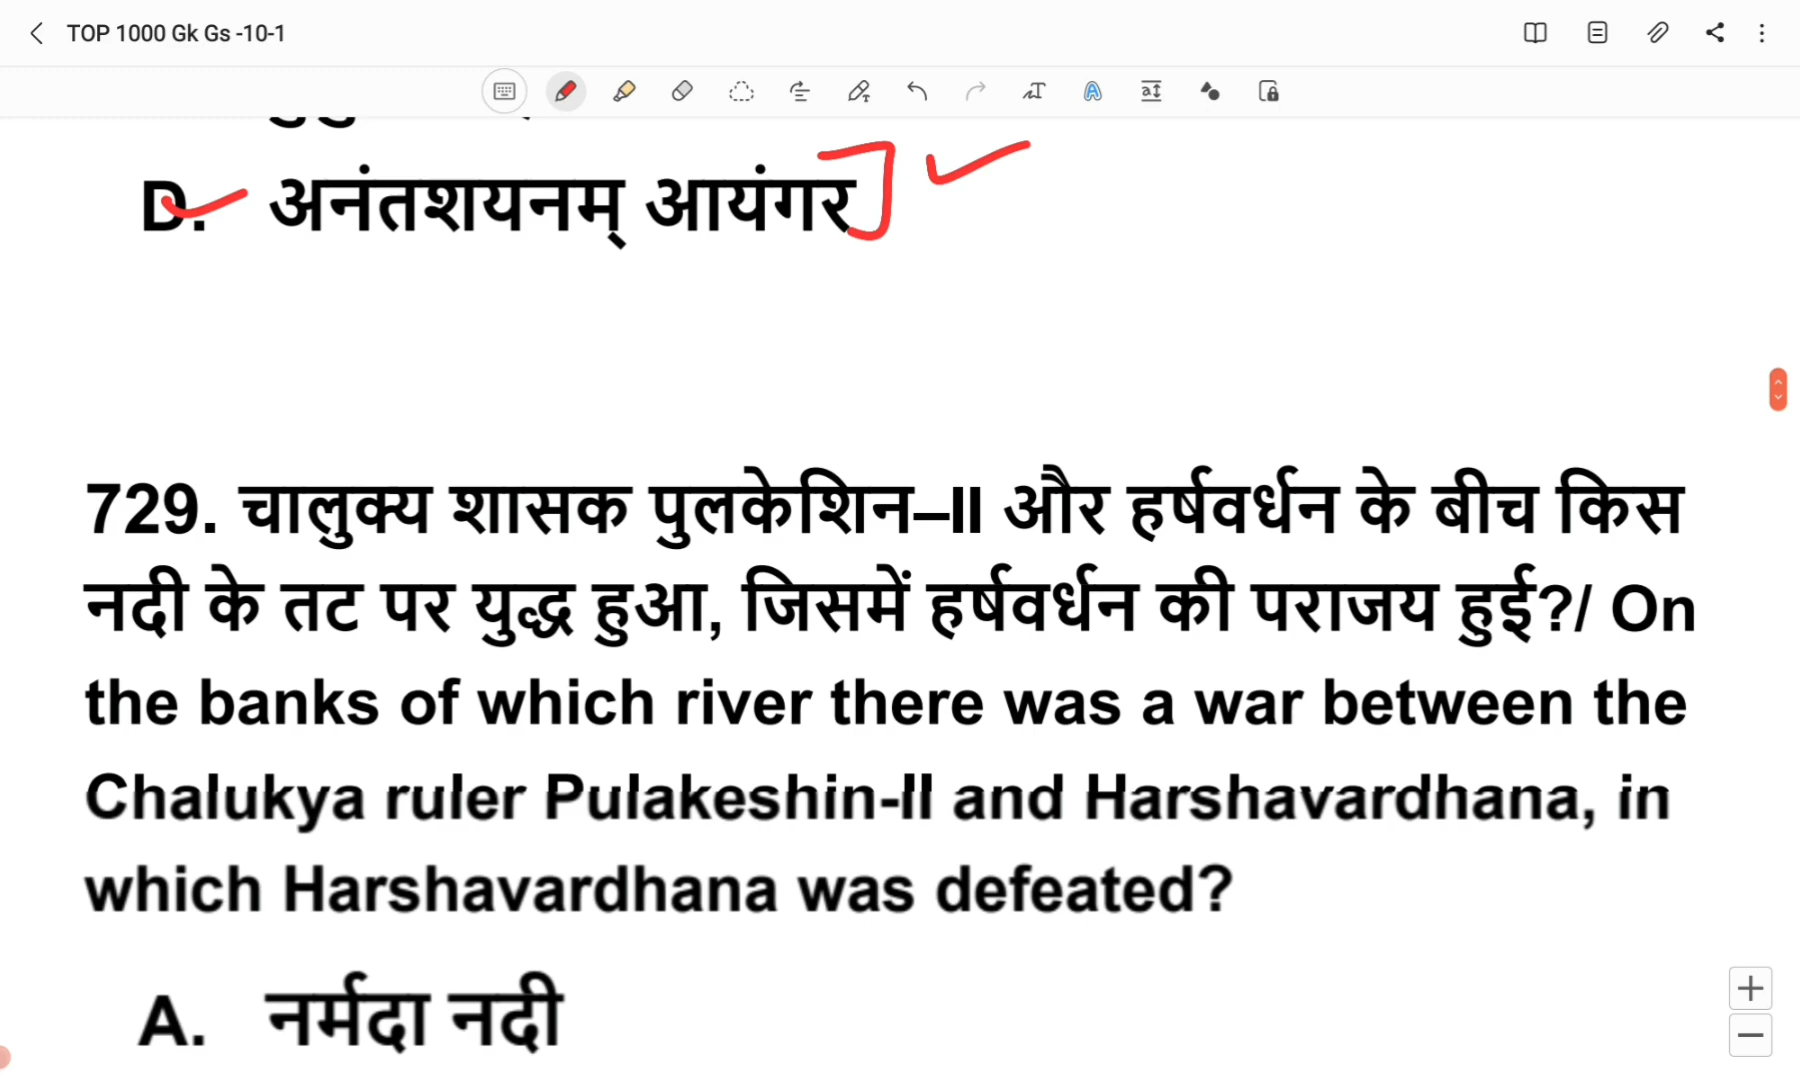 TOP 1000 Gk Gs -10-1
D. अनंतशयनम् आयंगर
729. चालुक्य शासक पुलकेशिन–II और हर्षवर्धन के बीच किस
नदी के तट पर युद्ध हुआ, जिसमें हर्षवर्धन की पराजय हुई?/ On
the banks of which river there was a war between the
Chalukya ruler Pulakeshin-II and Harshavardhana, in
which Harshavardhana was defeated?
A. नर्मदा नदी